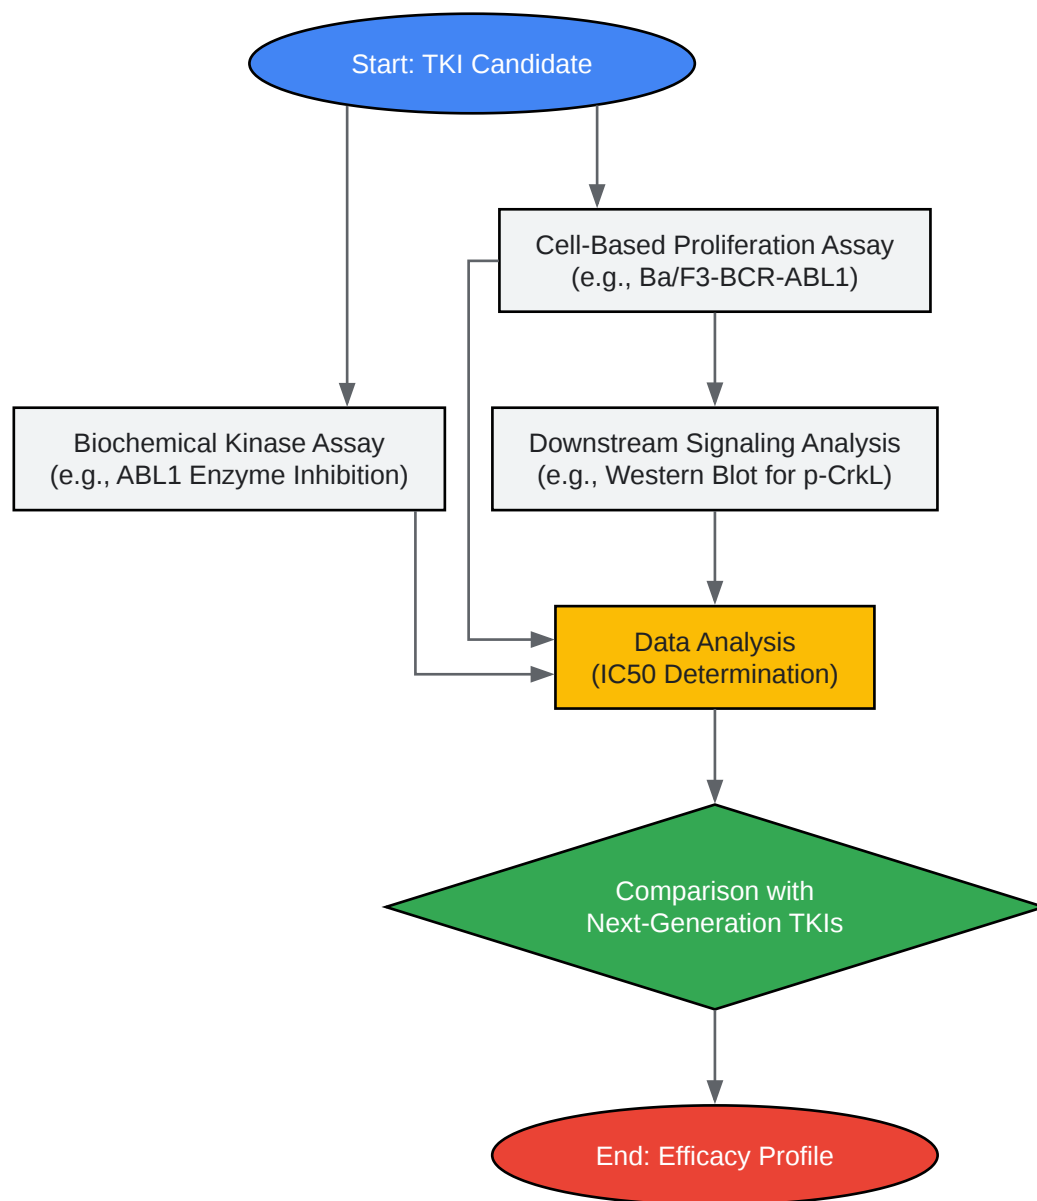 Start: TKI Candidate
Cell-Based Proliferation Assay
(e.g., Ba/F3-BCR-ABL1)
Biochemical Kinase Assay
(e.g., ABL1 Enzyme Inhibition)
Downstream Signaling Analysis
(e.g., Western Blot for p-CrkL)
Data Analysis
(IC50 Determination)
Comparison with
Next-Generation TKIs
End: Efficacy Profile